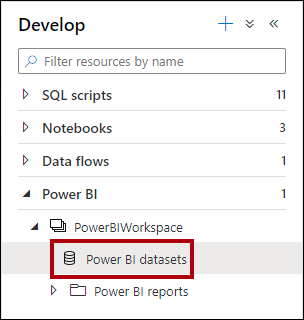 Develop
Filter resources by name
SQL scripts 11
Notebooks 3
Data flows 1
Power BI 1
PowerBIWorkspace
Power BI datasets
Power BI reports